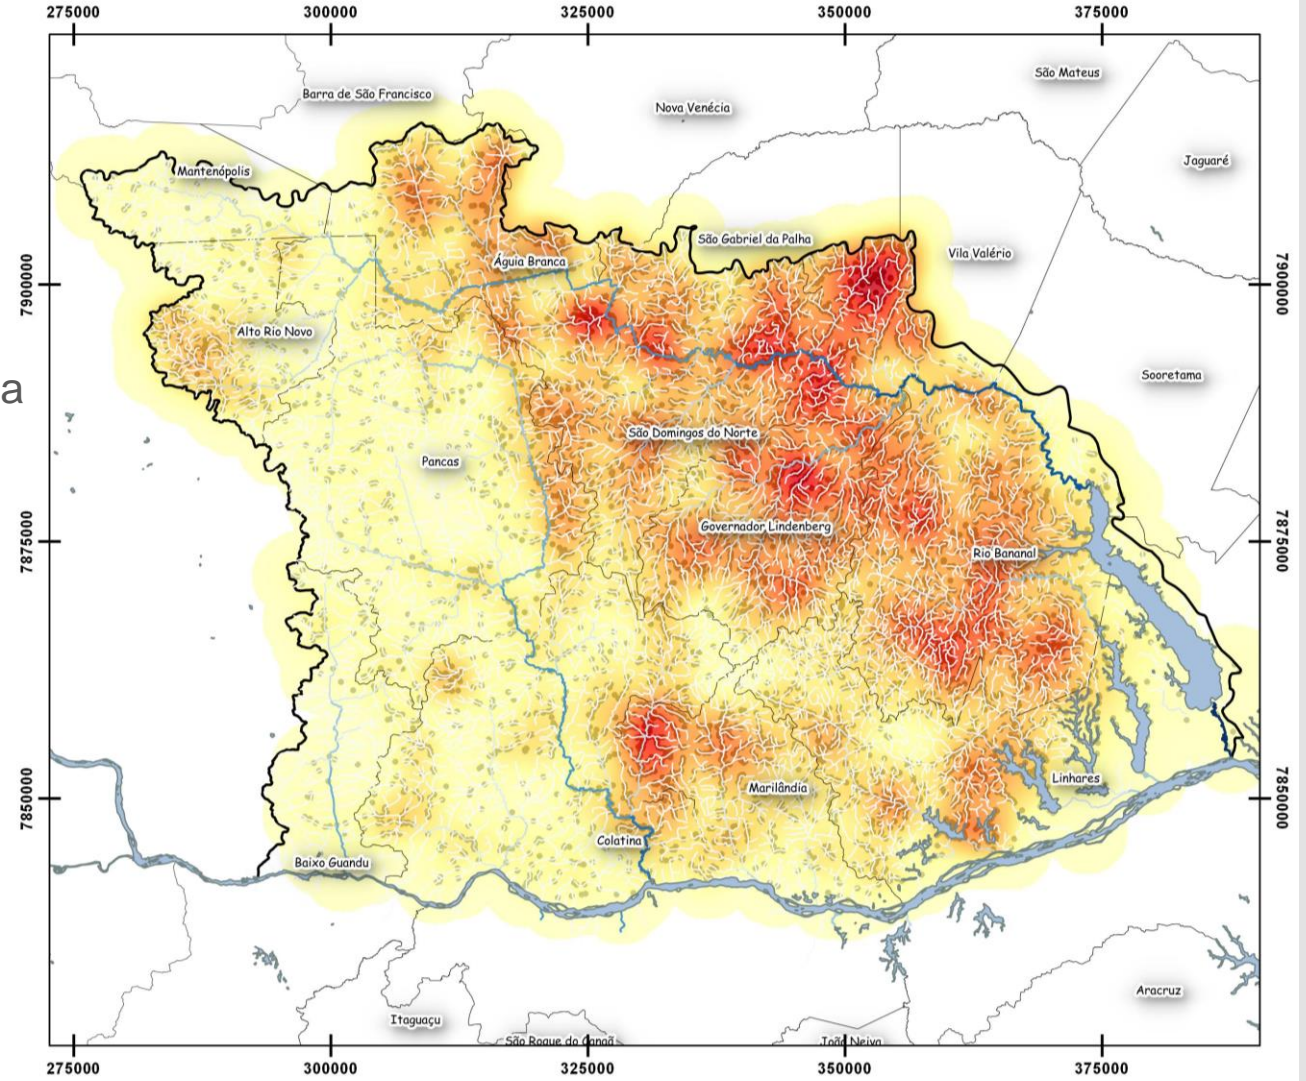 275000 300000 325000 350000 375000
São Mateus
Barra de São Francisco
Nova Venécia
Jaguaré
Mantenópolis
São Gabriel da Palha
Vila Valério
Águia Branca
7900000
7900000
Alto Rio Novo
Sooretama
a
São Domingos do Norte
Pancas
Governador Lindenberg
7875000
7875000
Rio Bananal
Linhares
Marilândia
7850000
7850000
Colatina
Baixo Guandu
Aracruz
Itaguaçu
São Roque do Canaã
João Neiva
275000 300000 325000 350000 375000